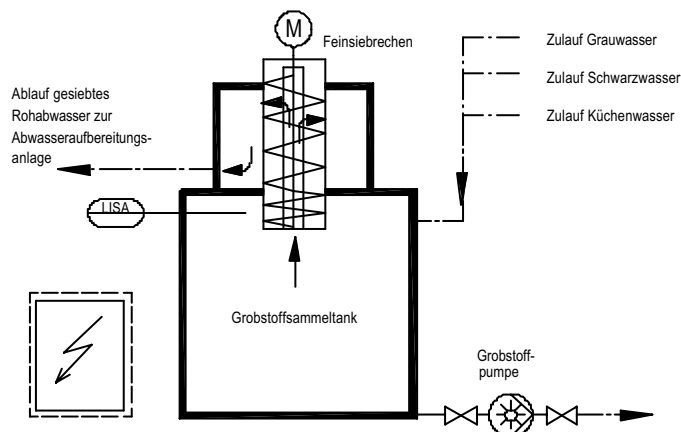 M
Feinsiebrechen
Zulauf Grauwasser
Zulauf Schwarzwasser
Zulauf Küchenwasser
Ablauf gesiebtes
Rohabwasser zur
Abwasseraufbereitungs-
anlage
LISA
Grobstoffsammeltank
Grobstoff-
pumpe